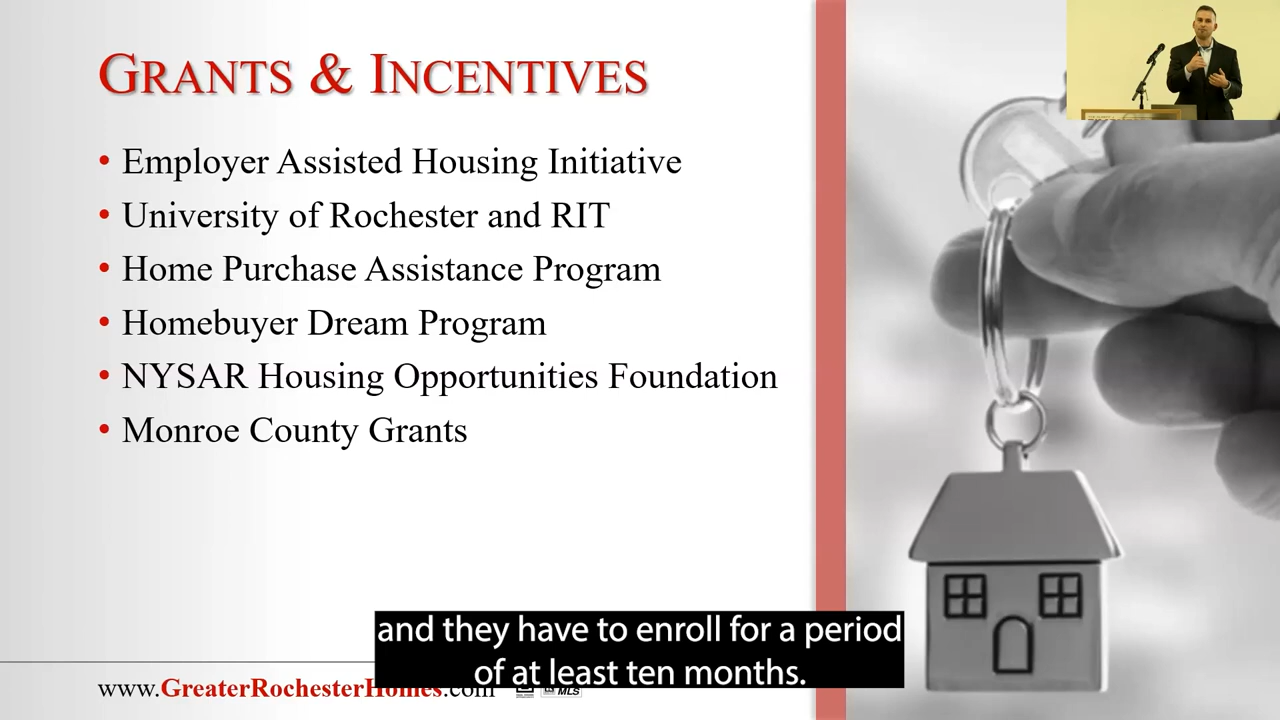 GRANTS & INCENTIVES
• Employer Assisted Housing Initiative
• University of Rochester and RIT
• Home Purchase Assistance Program
• Homebuyer Dream Program
• NYSAR Housing Opportunities Foundation
• Monroe County Grants
and they have to enroll for a period
of at least ten months.
www.GreaterRochesterHomes.com
MLS